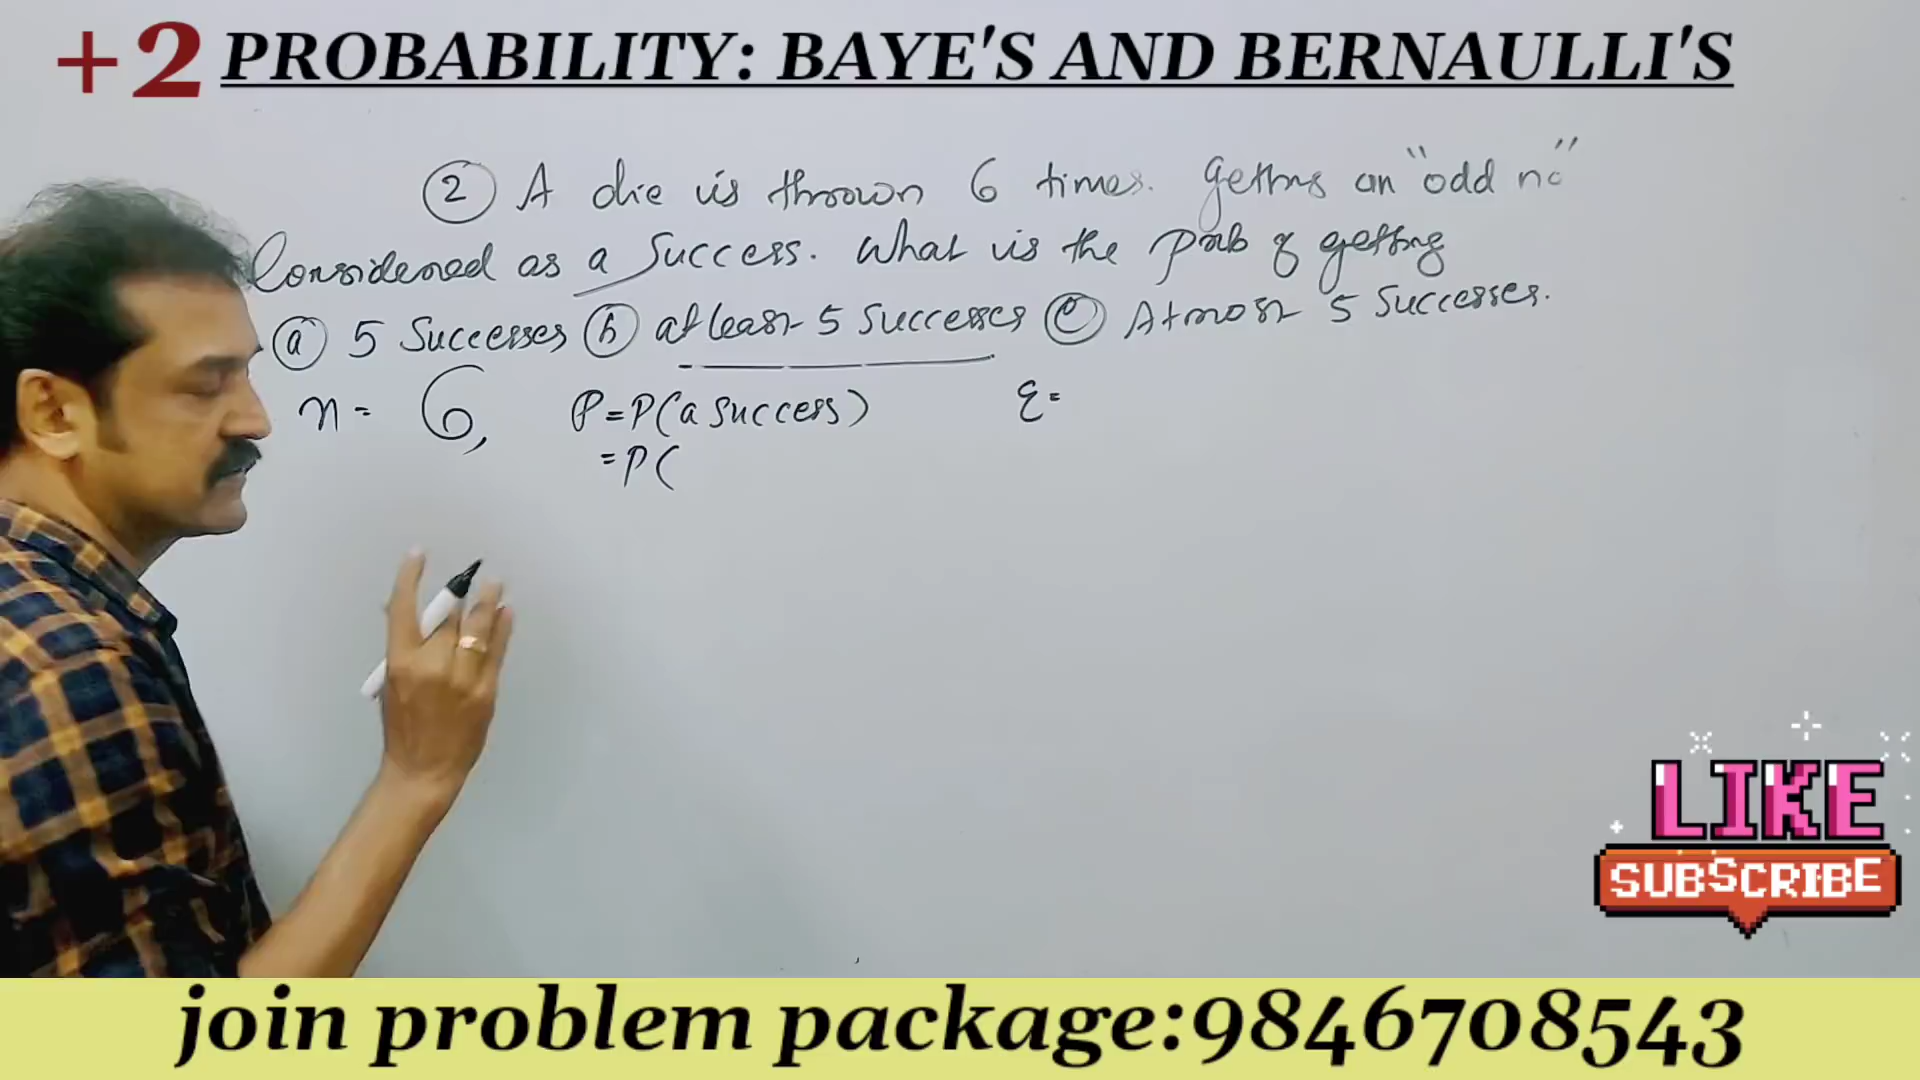 +2 PROBABILITY: BAYE'S AND BERNAULLI'S
② A die is thrown 6 times. Getting an "odd no"
Considered as a Success. What is the prob of getting
ⓐ 5 Successes ⓑ atleast 5 Successes ⓒ Atmost 5 Successes.
n = 6, P=P(a success) q=
=P(
LIKE
SUBSCRIBE
join problem package:9846708543